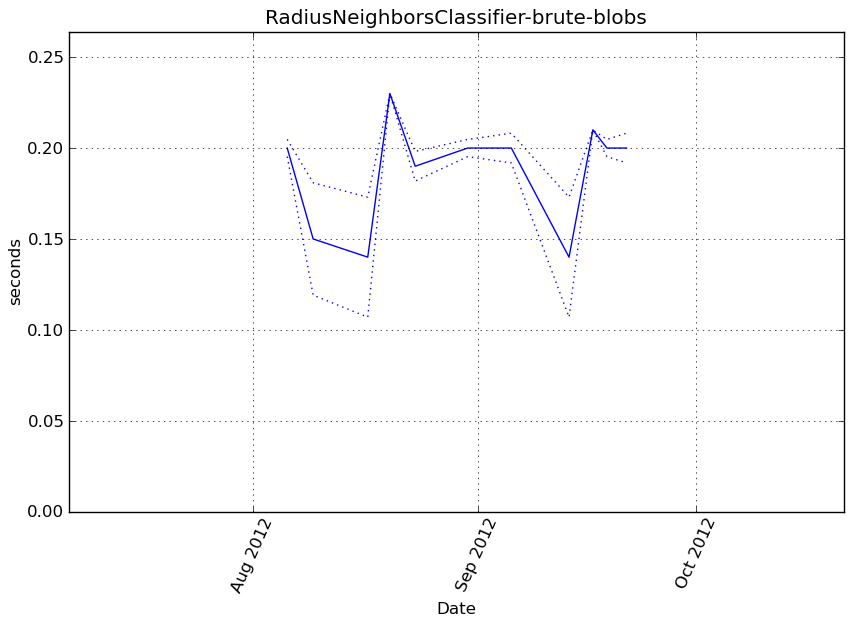 RadiusNeighborsClassifier-brute-blobs
0.25
0.20
0.15
0.10
0.05
0.00
seconds
Aug 2012
Sep 2012
Oct 2012
Date